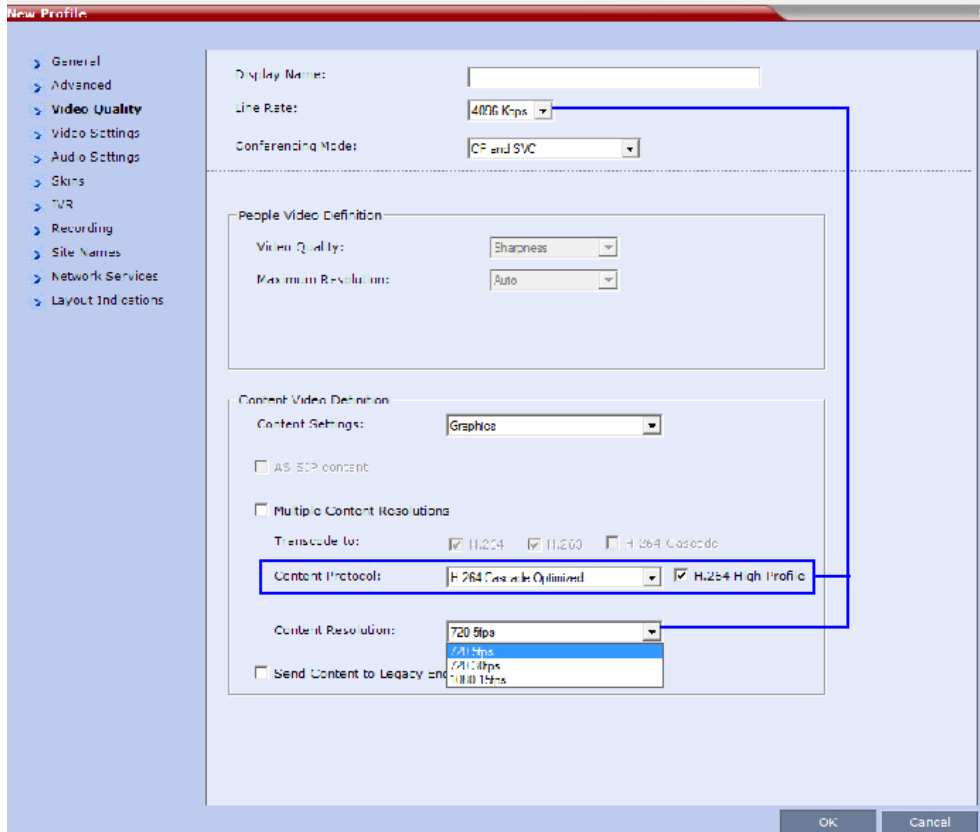 New Profile
General
Advanced
Video Quality
Video Settings
Audio Settings
Skins
IVR
Recording
Site Names
Network Services
Layout Indications
Display Name:
Line Rate:
4096 Kbps
Conferencing Mode:
CP and SVC
People Video Definition
Video Quality:
Sharpness
Maximum Resolution:
Auto
Content Video Definition
Content Settings:
Graphics
AS SIP content
Multiple Content Resolutions
Transcode to:
H.264
H.263
H.264 Cascade
Content Protocol:
H.264 Cascade Optimized
H.264 High Profile
Content Resolution:
720 5fps
720 5fps
720 30fps
1080 15fps
Send Content to Legacy
OK
Cancel